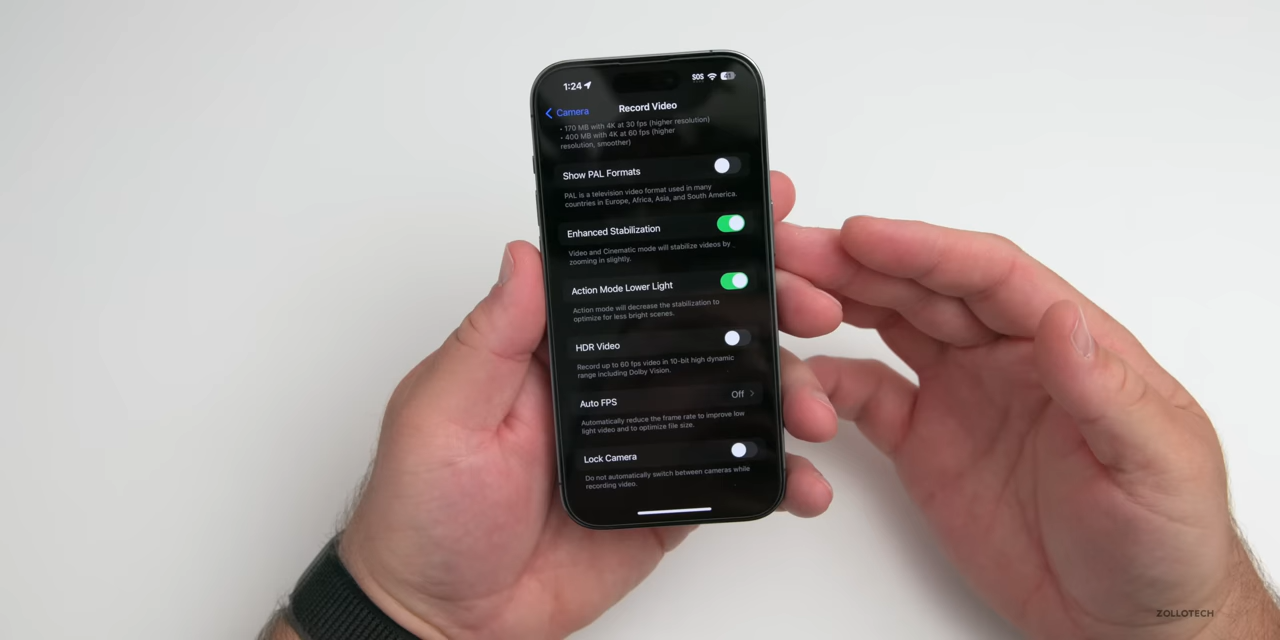 1:24
SOS
Camera
Record Video
• 170 MB with 4K at 30 fps (higher resolution)
• 400 MB with 4K at 60 fps (higher
resolution, smoother)
Show PAL Formats
PAL is a television video format used in many
countries in Europe, Africa, Asia, and South America.
Enhanced Stabilization
Video and Cinematic mode will stabilize videos by
zooming in slightly.
Action Mode Lower Light
Action mode will decrease the stabilization to
optimize for less bright scenes.
HDR Video
Record up to 60 fps video in 10-bit high dynamic
range including Dolby Vision.
Auto FPS
Off
Automatically reduce the frame rate to improve low
light video and to optimize file size.
Lock Camera
Do not automatically switch between cameras while
recording video.
ZOLLOTECH